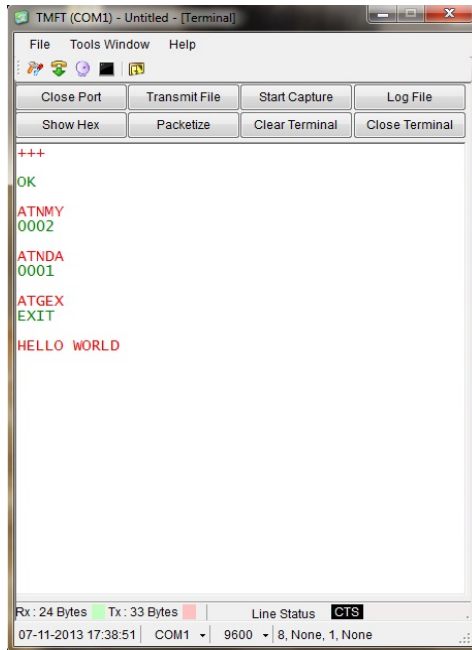 TMFT (COM1) - Untitled - [Terminal]
File Tools Window Help
Close Port Transmit File Start Capture Log File
Show Hex Packetize Clear Terminal Close Terminal
+++
OK
ATNMY
0002
ATNDA
0001
ATGEX
EXIT
HELLO WORLD
Rx : 24 Bytes Tx : 33 Bytes Line Status CTS
07-11-2013 17:38:51 COM1 9600 8, None, 1, None